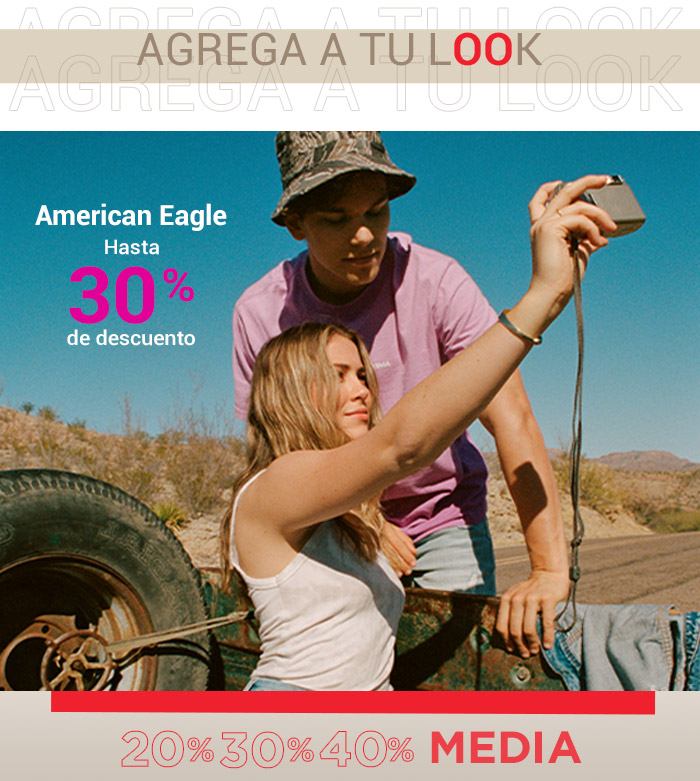 AGREGA A TU LOOK
AGREGA A TU LOOK
AGREGA A TU LOOK
American Eagle
Hasta
30%
de descuento
20% 30% 40% MEDIA